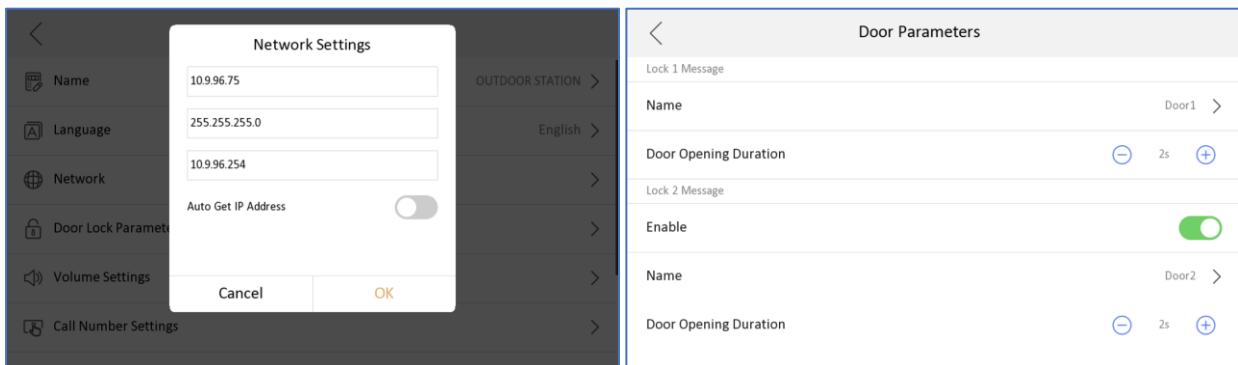 Network Settings
10.9.96.75
255.255.255.0
10.9.96.254
Auto Get IP Address
Cancel OK
Name OUTDOOR STATION
Language English
Network
Door Lock Paramete
Volume Settings
Call Number Settings
Door Parameters
Lock 1 Message
Name Door1
Door Opening Duration 2s
Lock 2 Message
Enable
Name Door2
Door Opening Duration 2s